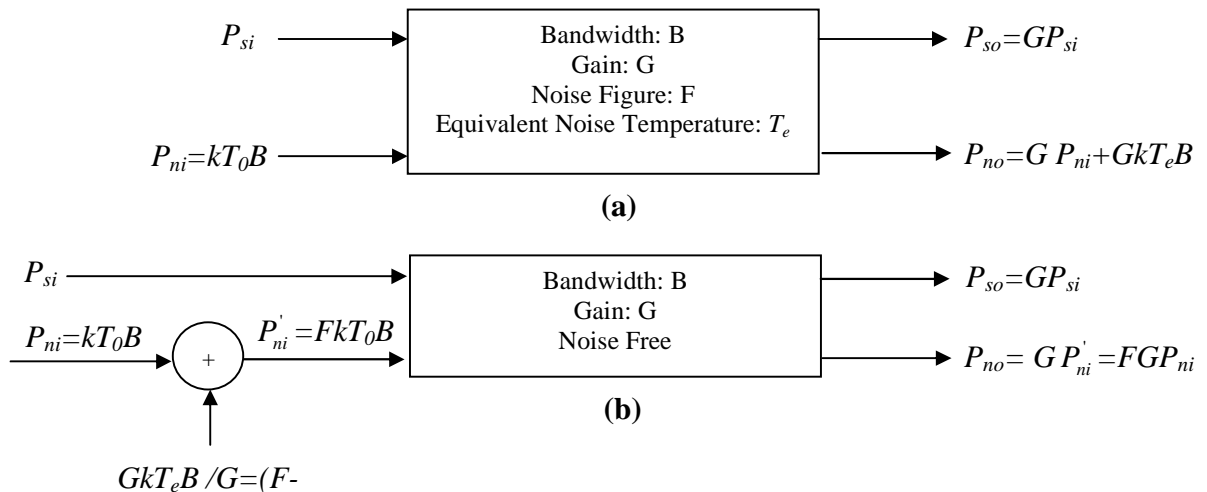 P_si
Bandwidth: B
Gain: G
Noise Figure: F
Equivalent Noise Temperature: T_e
P_so=GP_si
P_ni=kT_0B
P_no=G P_ni+GkT_eB
(a)
P_si
Bandwidth: B
Gain: G
Noise Free
P_so=GP_si
P_ni=kT_0B
+
P'_ni=FkT_0B
P_no= G P'_ni=FGP_ni
(b)
GkT_eB /G=(F-